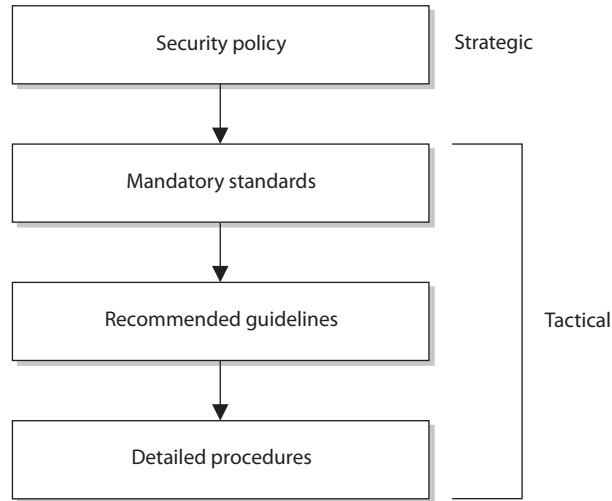 Security policy
Strategic
Mandatory standards
Recommended guidelines
Tactical
Detailed procedures